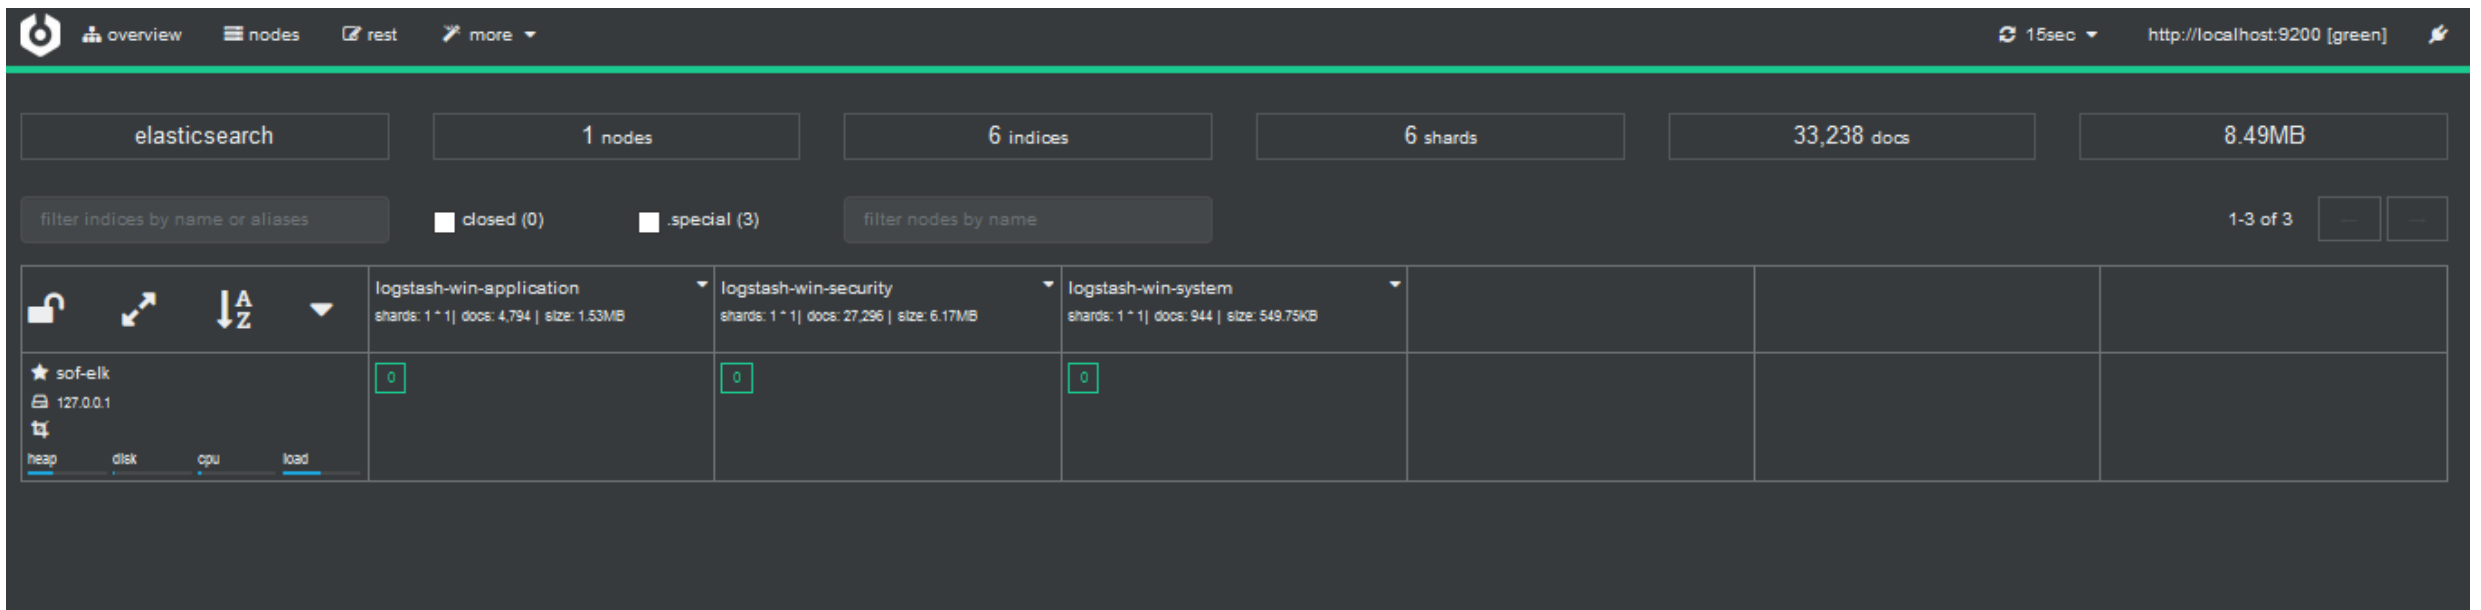 overview nodes rest more 15sec http://localhost:9200 [green]
elasticsearch 1 nodes 6 indices 6 shards 33,238 docs 8.49MB
filter indices by name or aliases closed (0) .special (3) filter nodes by name 1-3 of 3
logstash-win-application logstash-win-security logstash-win-system
shards: 1 * 1| docs: 4,794 | size: 1.53MB shards: 1 * 1| docs: 27,296 | size: 6.17MB shards: 1 * 1| docs: 944 | size: 549.75KB
A
Z
sof-elk 0 0 0
127.0.0.1
heap disk cpu load